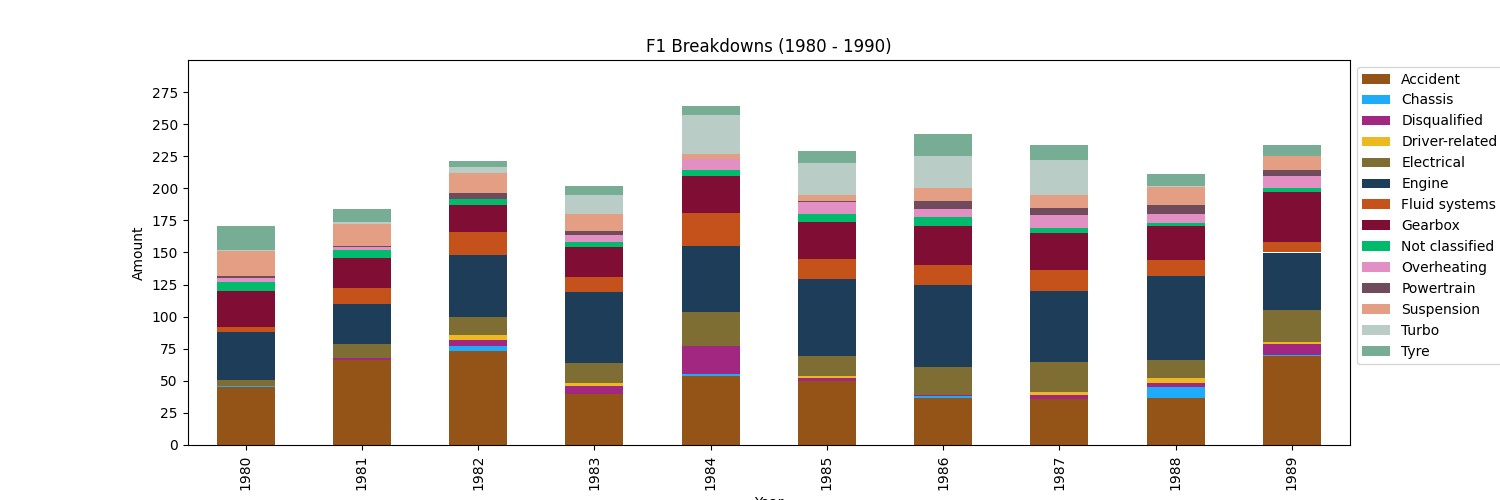 F1 Breakdowns (1980 - 1990)
Amount
275
250
225
200
175
150
125
100
75
50
25
0
1980
1981
1982
1983
1984
1985
1986
1987
1988
1989
Year
Accident
Chassis
Disqualified
Driver-related
Electrical
Engine
Fluid systems
Gearbox
Not classified
Overheating
Powertrain
Suspension
Turbo
Tyre